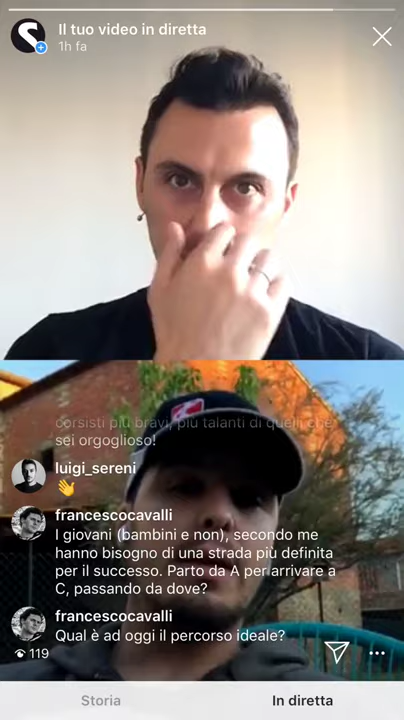 Il tuo video in diretta
1h fa
corsisti più bravi, più talanti di quelli che
sei orgoglioso!
luigi_sereni
👋
francescocavalli
I giovani (bambini e non), secondo me
hanno bisogno di una strada più definita
per il successo. Parto da A per arrivare a
C, passando da dove?
francescocavalli
Qual è ad oggi il percorso ideale?
119
Storia
In diretta